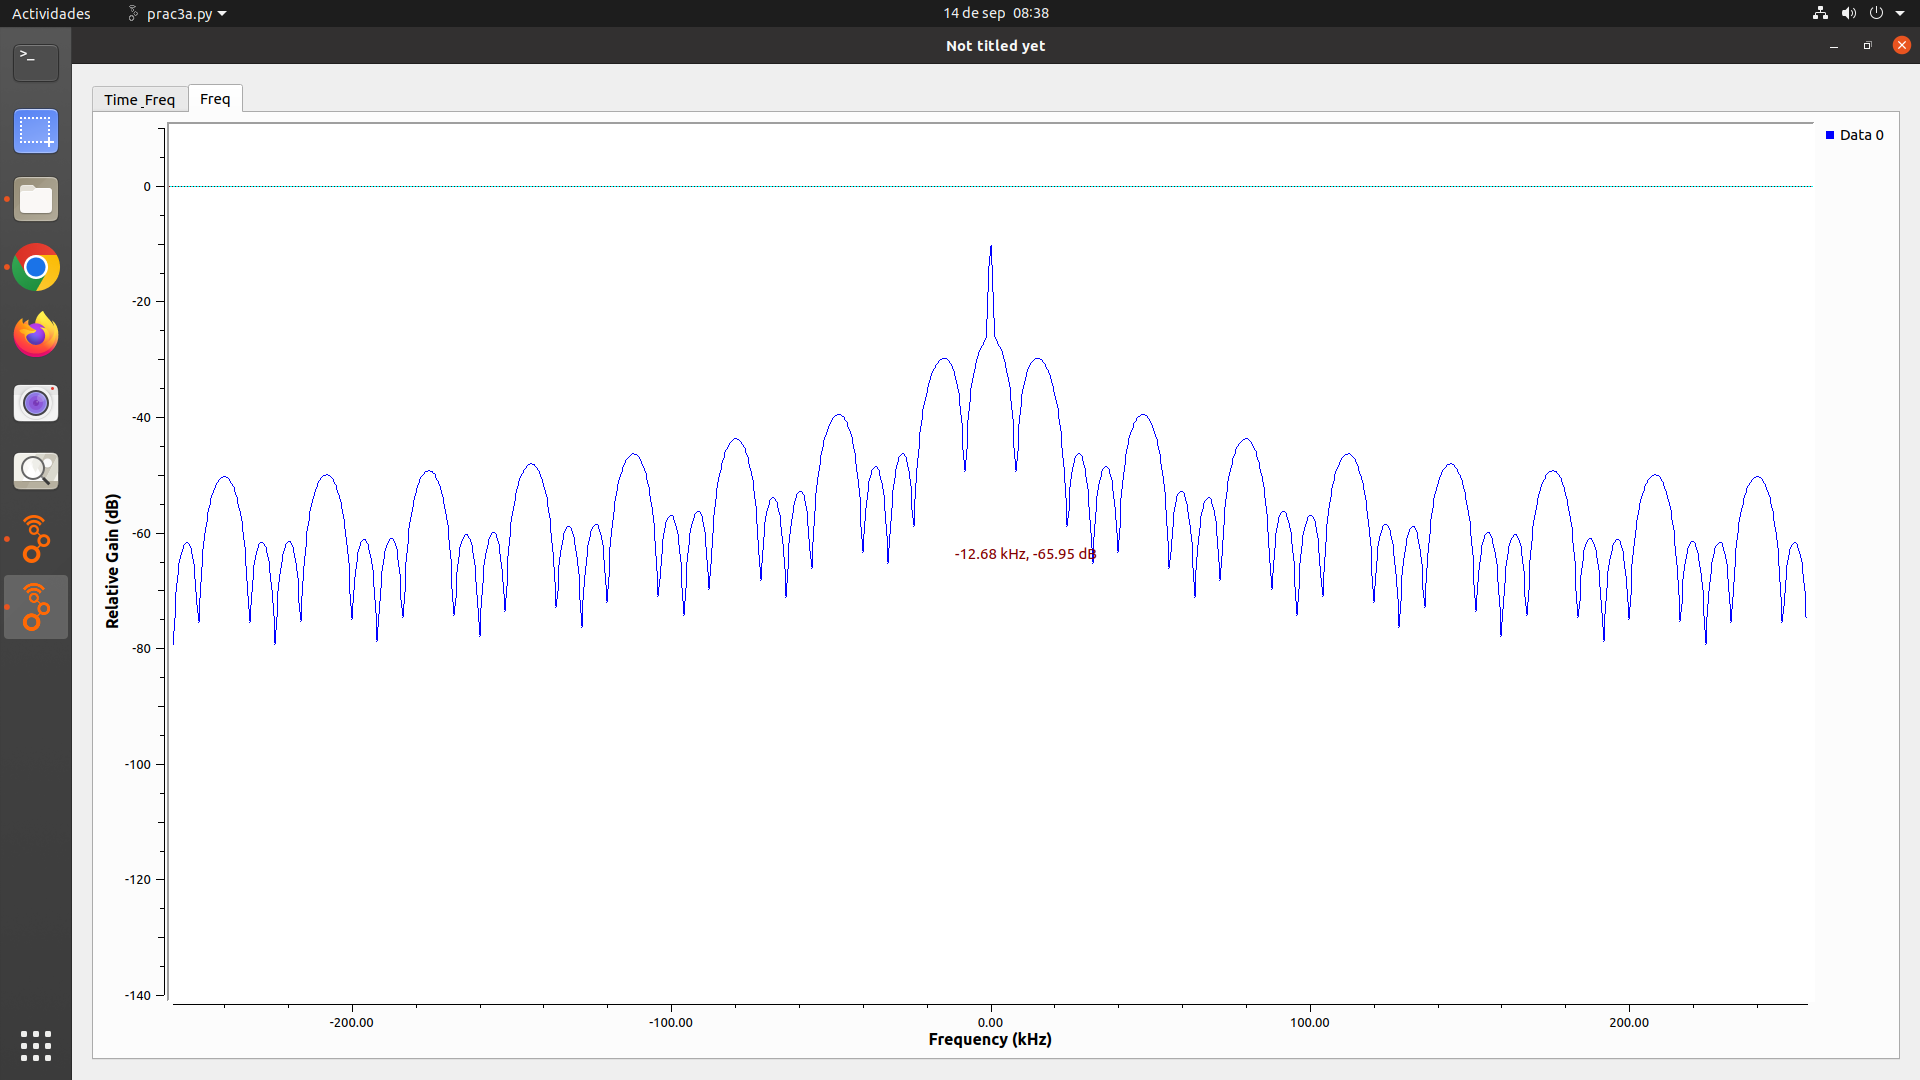 Actividades
prac3a.py
14 de sep 08:38
Not titled yet
>_
Time_Freq
Freq
Data 0
0
-20
-40
-60
-80
-100
-120
-140
Relative Gain (dB)
-12.68 kHz, -65.95 dB
-200.00
-100.00
0.00
100.00
200.00
Frequency (kHz)